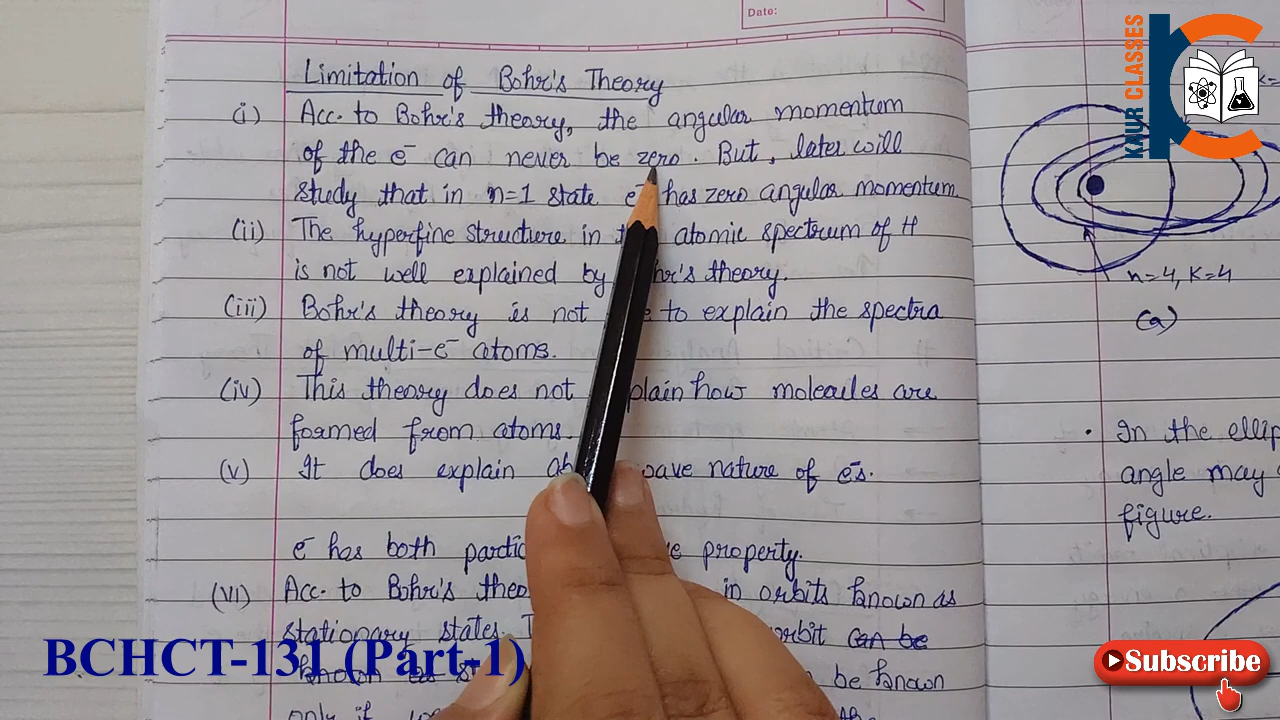 Date:
KAUR CLASSES
Limitation of Bohr's Theory
(i) Acc. to Bohr's theory, the angular momentum
of the e⁻ can never be zero. But, later will
study that in n=1 state e⁻ has zero angular momentum.
(ii) The hyperfine structure in atomic spectrum of H
is not well explained by theory.
(iii) Bohr's theory is not to explain the spectra
of multi-e⁻ atoms.
(iv) This theory does not how molecules are
formed from atoms.
(v) It does explain nature of e⁻s.
e⁻ has both property.
(VI) Acc. to Bohr's in orbits known as
stationary states. orbit can be
known as be known
only if
n=4, K=4
(a)
• In the
angle may
figure.
BCHCT-131 (Part-1)
Subscribe